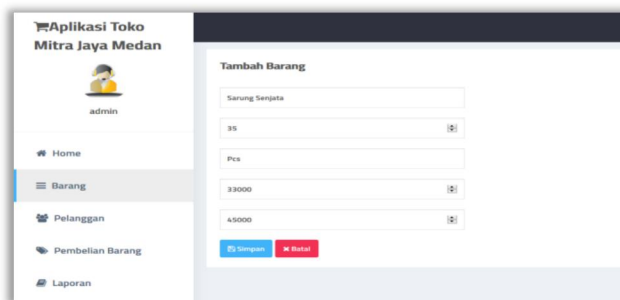 Aplikasi Toko
Mitra Jaya Medan
admin
Home
Barang
Pelanggan
Pembelian Barang
Laporan
Tambah Barang
Sarung Senjata
35
Pcs
33000
45000
Simpan
Batal